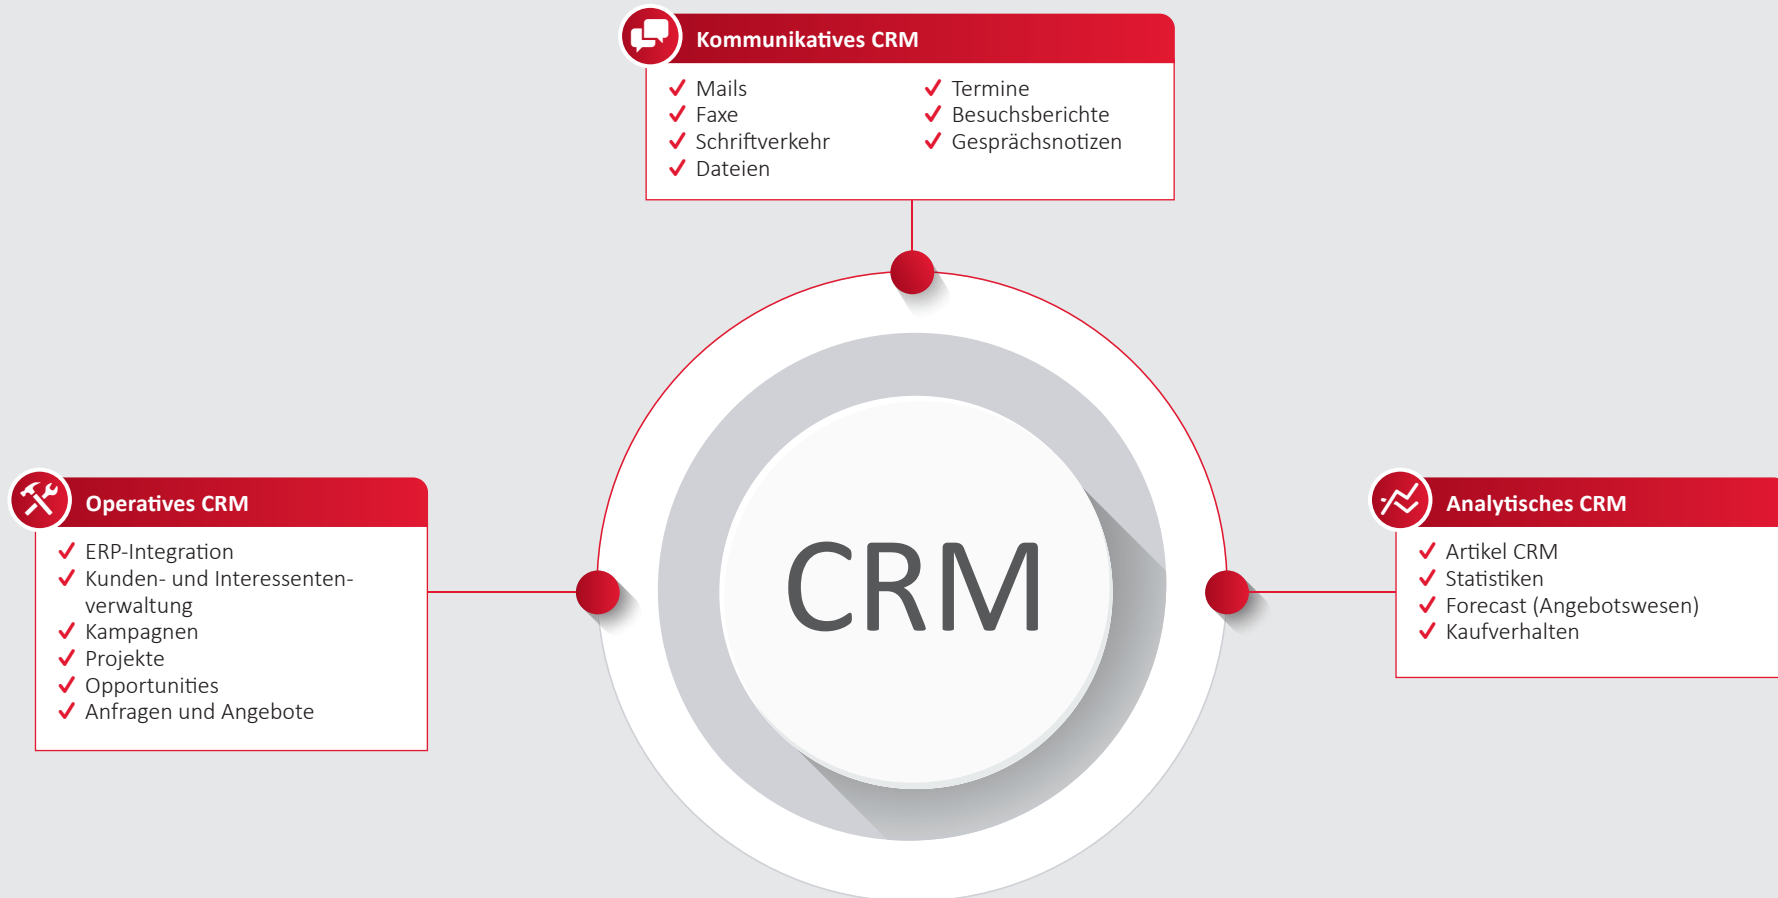 Kommunikatives CRM
Mails
Faxe
Schriftverkehr
Dateien
Termine
Besuchsberichte
Gesprächsnotizen
Operatives CRM
ERP-Integration
Kunden- und Interessenten-
verwaltung
Kampagnen
Projekte
Opportunities
Anfragen und Angebote
CRM
Analytisches CRM
Artikel CRM
Statistiken
Forecast (Angebotswesen)
Kaufverhalten